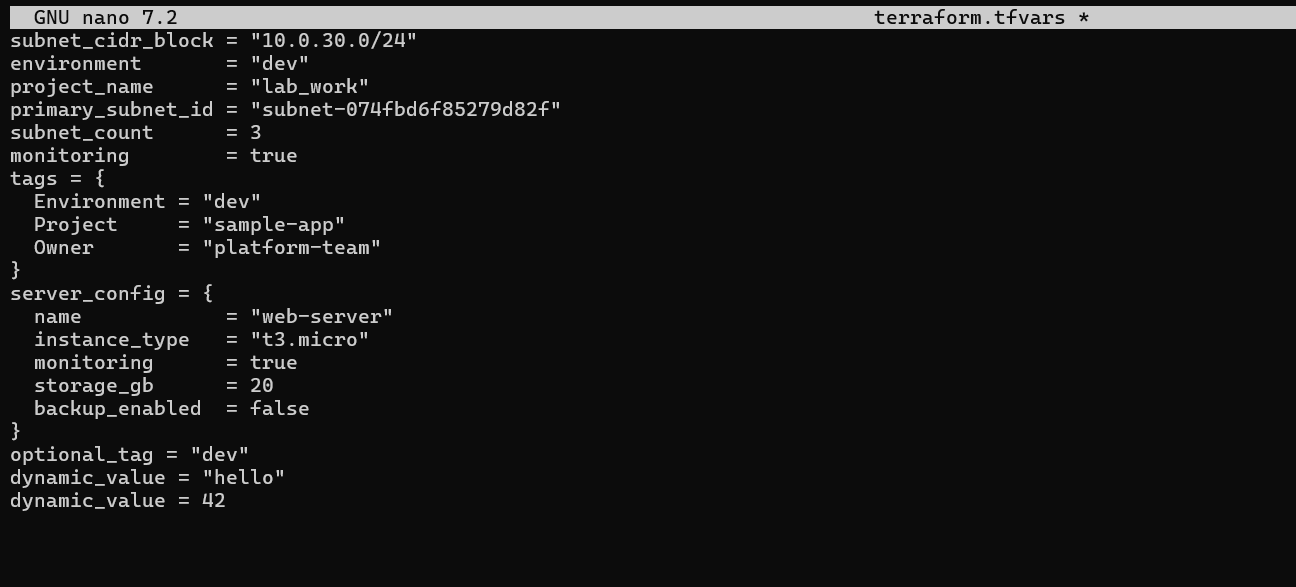 GNU nano 7.2 terraform.tfvars *
subnet_cidr_block = "10.0.30.0/24"
environment       = "dev"
project_name      = "lab_work"
primary_subnet_id = "subnet-074fbd6f85279d82f"
subnet_count      = 3
monitoring        = true
tags = {
  Environment = "dev"
  Project     = "sample-app"
  Owner       = "platform-team"
}
server_config = {
  name            = "web-server"
  instance_type   = "t3.micro"
  monitoring      = true
  storage_gb      = 20
  backup_enabled  = false
}
optional_tag = "dev"
dynamic_value = "hello"
dynamic_value = 42